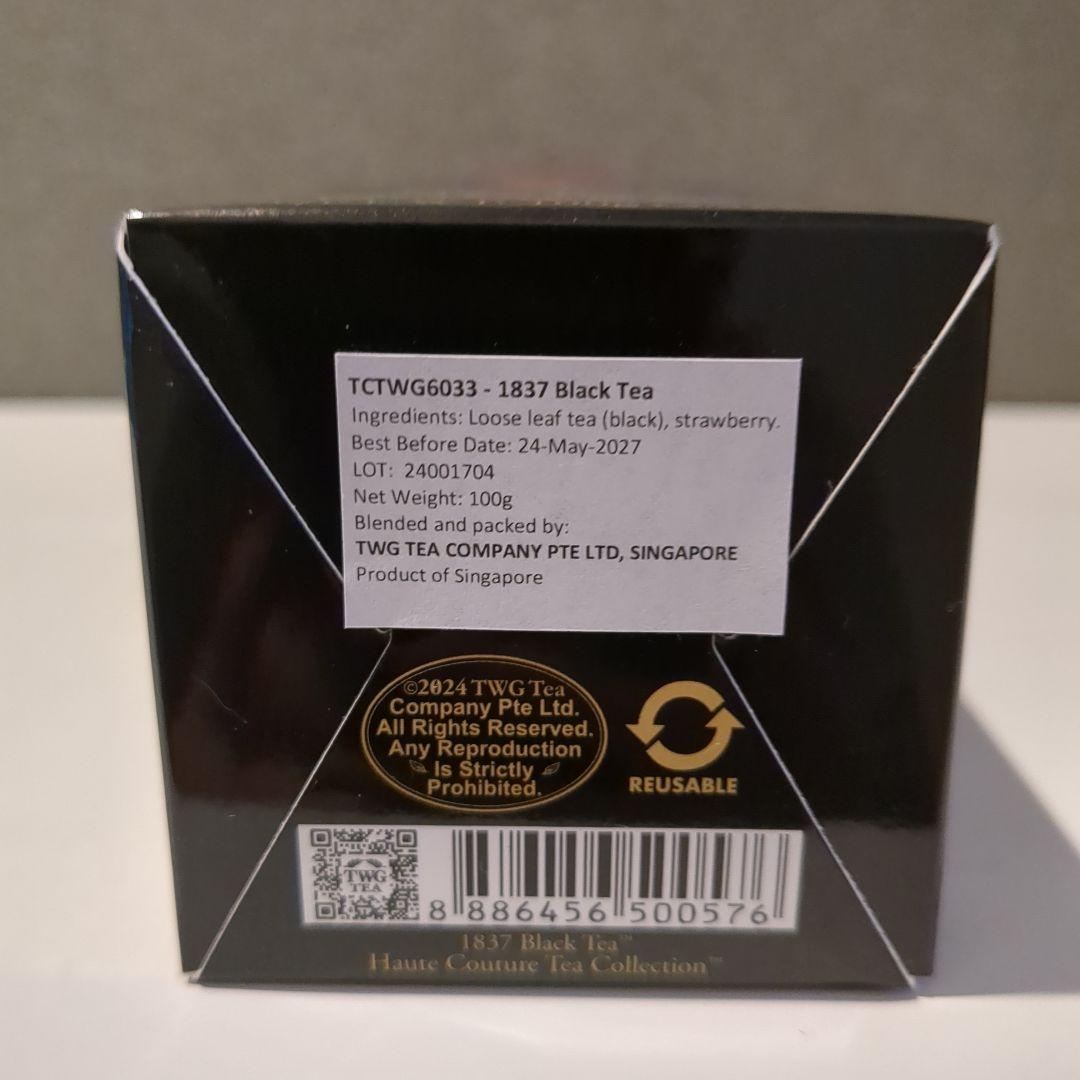 TCTWG6033 - 1837 Black Tea
Ingredients: Loose leaf tea (black), strawberry.
Best Before Date: 24-May-2027
LOT: 24001704
Net Weight: 100g
Blended and packed by:
TWG TEA COMPANY PTE LTD, SINGAPORE
Product of Singapore
©2024 TWG Tea
Company Pte Ltd.
All Rights Reserved.
Any Reproduction
Is Strictly
Prohibited.
REUSABLE
TWG
TEA
8 886456 500576
1837 Black Tea™
Haute Couture Tea Collection™